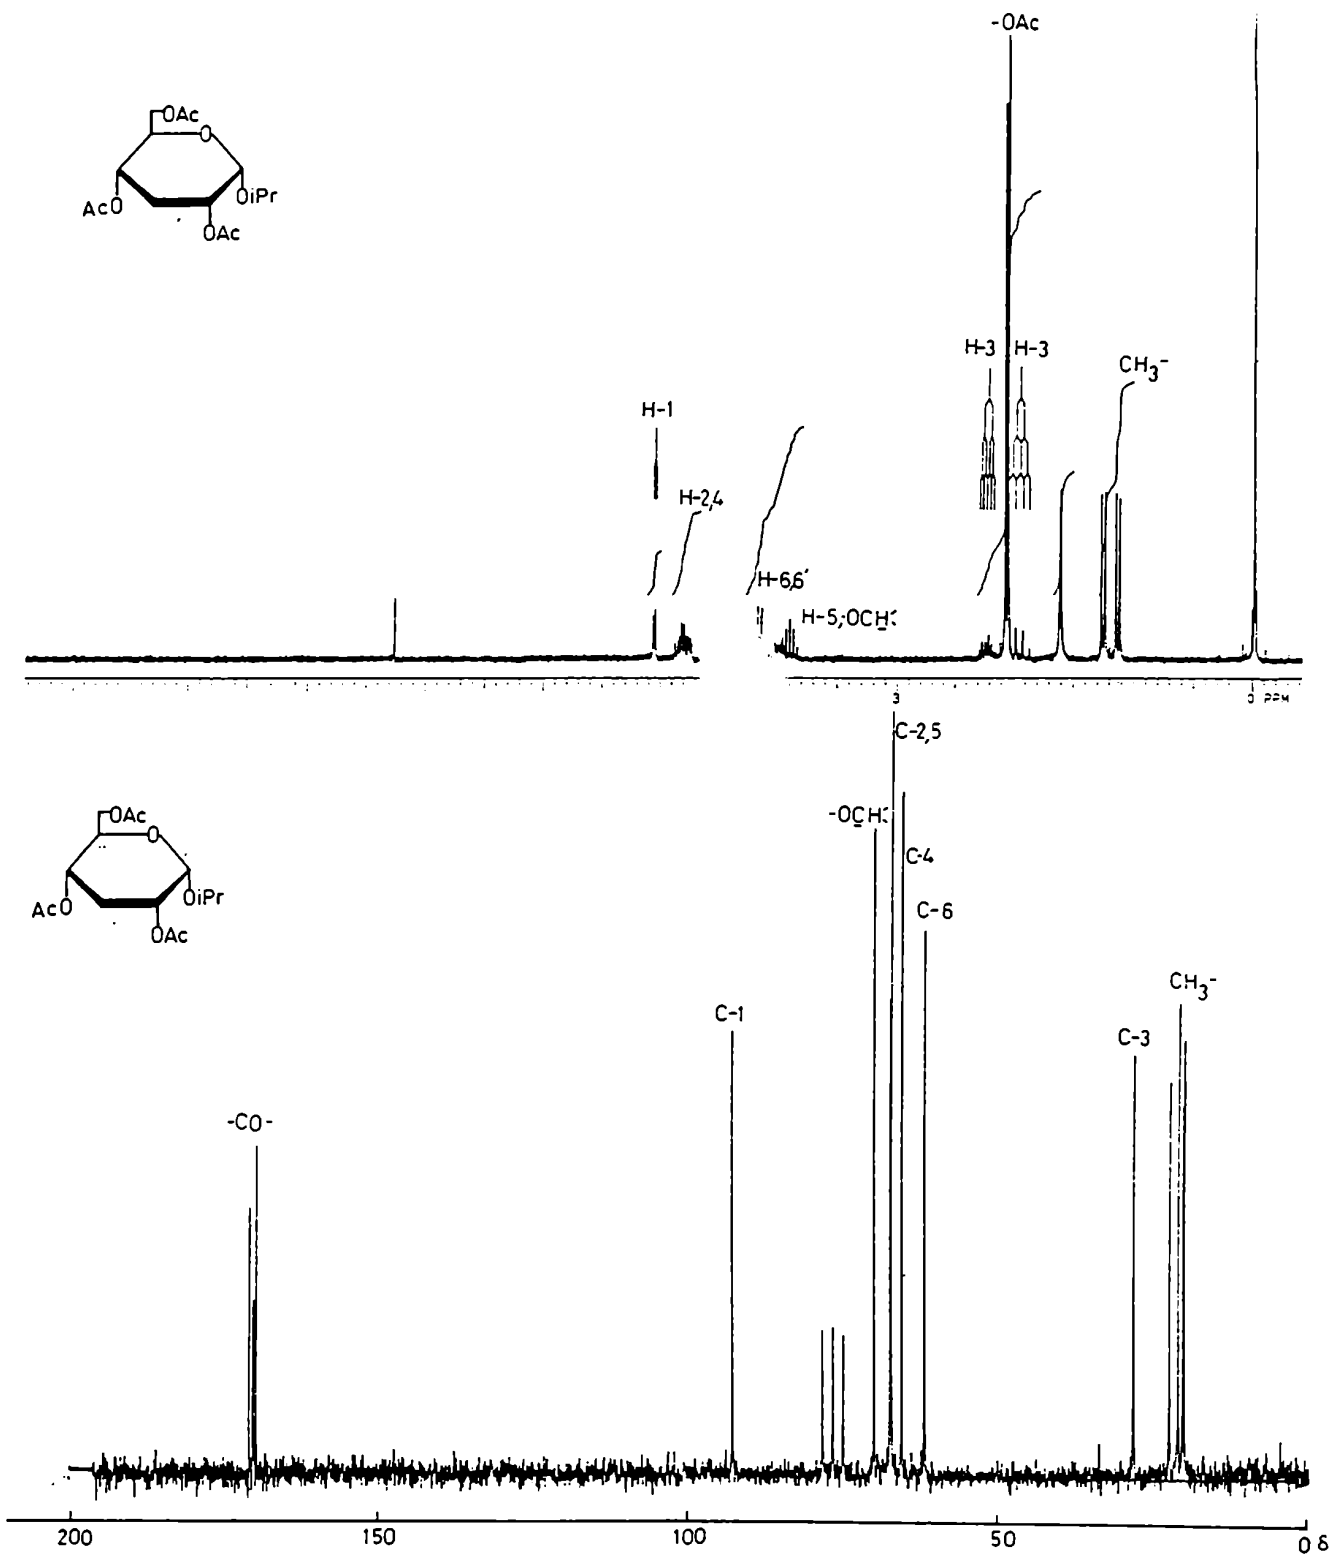 -OAc
OAc
O
AcO
OiPr
OAc
H-3 H-3
CH3-
H-1
H-2,4
H-6,6'
H-5,-OCH
3
0 PPM
C-2,5
-OCH
C-4
C-6
OAc
O
AcO
OiPr
OAc
CH3-
C-1
C-3
-CO-
200
150
100
50
0 δ